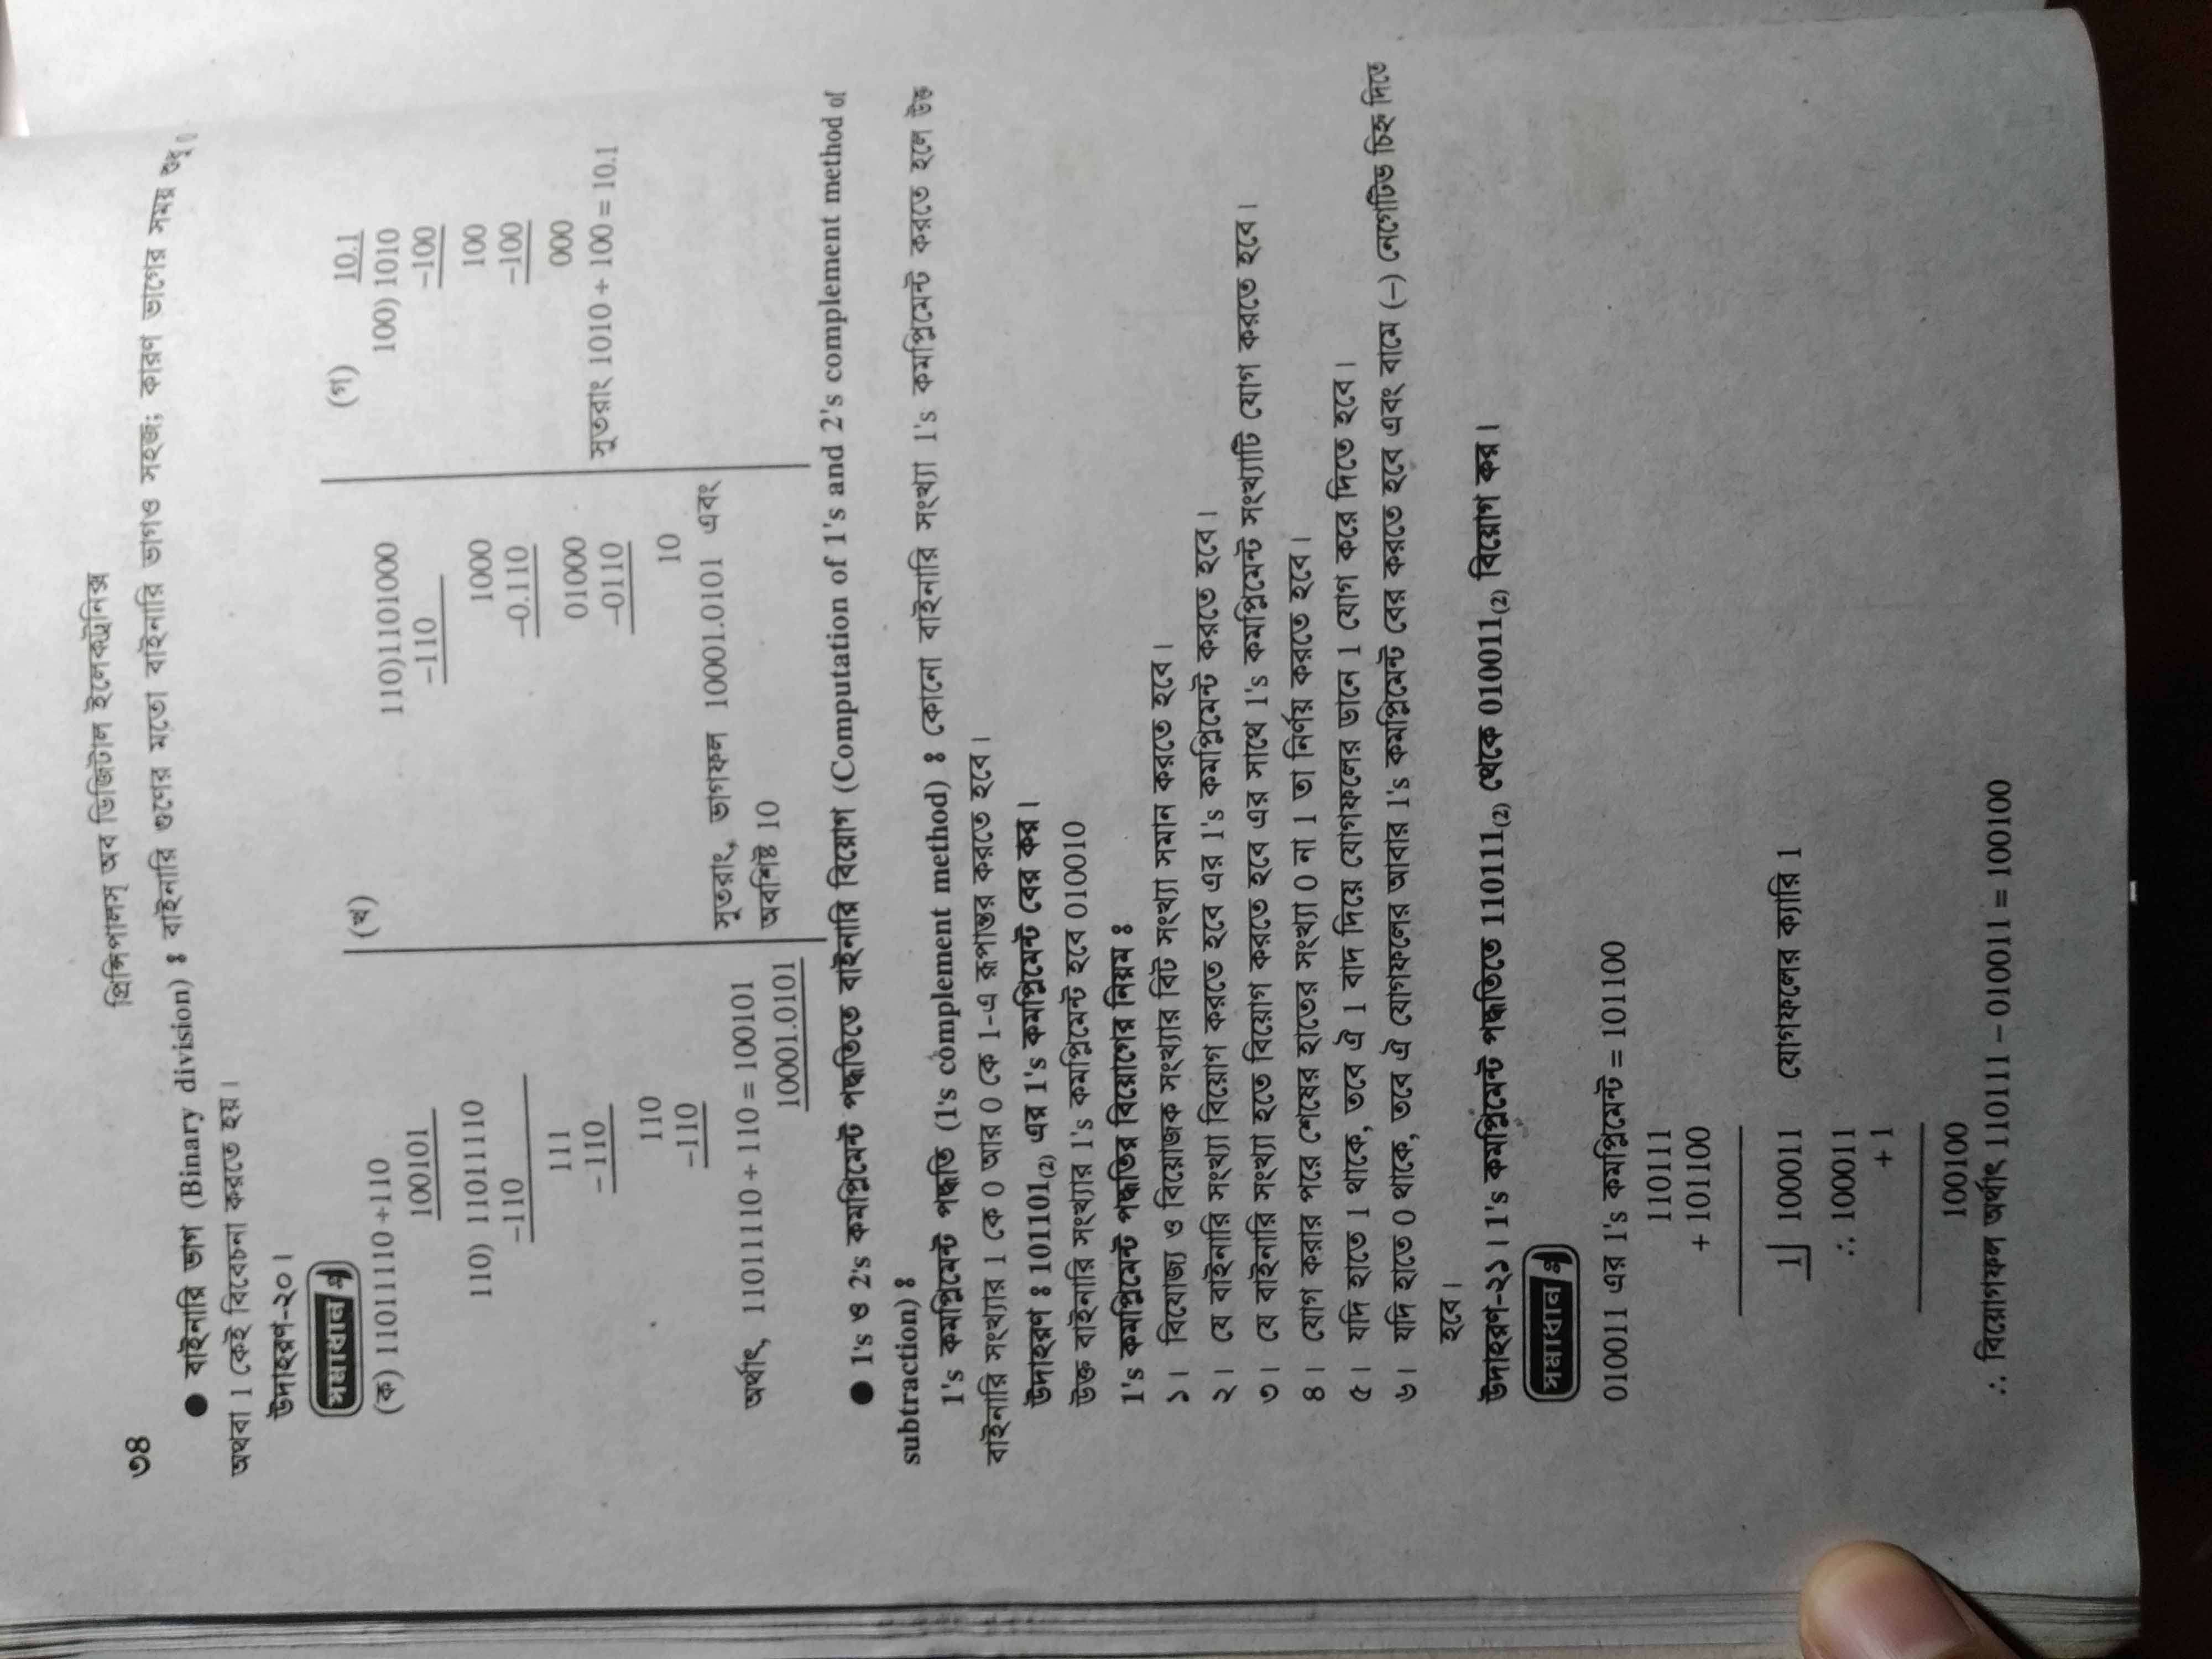 ৩৪
প্রিন্সিপালস্ অব ডিজিটাল ইলেকট্রনিক্স
● বাইনারি ভাগ (Binary division) ঃ বাইনারি গুণের মতো বাইনারি ভাগও সহজ; কারণ ভাগের সময় শুধু
অথবা 1 কেই বিবেচনা করতে হয়।
উদাহরণ-২০।
সমাধান ঃ
(ক) 11011110 ÷110
100101
110) 11011110
–110
111
– 110
110
–110
অর্থাৎ, 11011110 ÷ 110 = 100101
10001.0101
(খ)
110)1101000
–110
1000
–0.110
01000
–0110
10
সুতরাং, ভাগফল 10001.0101 এবং
অবশিষ্ট 10
(গ) 10.1
100) 1010
–100
100
–100
000
সুতরাং 1010 ÷ 100 = 10.1
● 1's ও 2's কমপ্লিমেন্ট পদ্ধতিতে বাইনারি বিয়োগ (Computation of 1's and 2's complement method of
subtraction) ঃ
1's কমপ্লিমেন্ট পদ্ধতি (1's complement method) ঃ কোনো বাইনারি সংখ্যা 1's কমপ্লিমেন্ট করতে হলে উক্ত
বাইনারি সংখ্যার 1 কে 0 আর 0 কে 1-এ রূপান্তর করতে হবে।
উদাহরণ ঃ 101101(2) এর 1's কমপ্লিমেন্ট বের কর।
উক্ত বাইনারি সংখ্যার 1's কমপ্লিমেন্ট হবে 010010
1's কমপ্লিমেন্ট পদ্ধতির বিয়োগের নিয়ম ঃ
১। বিযোজ্য ও বিয়োজক সংখ্যার বিট সংখ্যা সমান করতে হবে।
২। যে বাইনারি সংখ্যা বিয়োগ করতে হবে এর 1's কমপ্লিমেন্ট করতে হবে।
৩। যে বাইনারি সংখ্যা হতে বিয়োগ করতে হবে এর সাথে 1's কমপ্লিমেন্ট সংখ্যাটি যোগ করতে হবে।
৪। যোগ করার পরে শেষের হাতের সংখ্যা 0 না 1 তা নির্ণয় করতে হবে।
৫। যদি হাতে 1 থাকে, তবে ঐ 1 বাদ দিয়ে যোগফলের ডানে 1 যোগ করে দিতে হবে।
৬। যদি হাতে 0 থাকে, তবে ঐ যোগফলের আবার 1's কমপ্লিমেন্ট বের করতে হবে এবং বামে (–) নেগেটিভ চিহ্ন দিতে
হবে।
উদাহরণ-২১। 1's কমপ্লিমেন্ট পদ্ধতিতে 110111(2) থেকে 010011(2) বিয়োগ কর।
সমাধান ঃ
010011 এর 1's কমপ্লিমেন্ট = 101100
110111
+ 101100
1 100011 যোগফলের ক্যারি 1
∴ 100011
+ 1
100100
∴ বিয়োগফল অর্থাৎ 110111 – 010011 = 100100